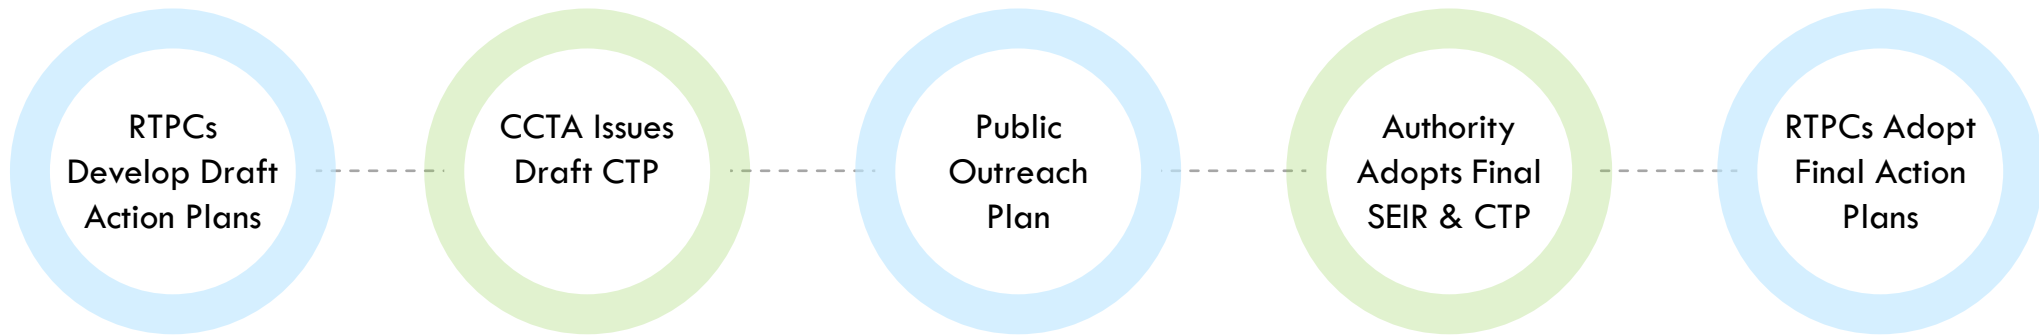 RTPCs
Develop Draft
Action Plans
CCTA Issues
Draft CTP
Public
Outreach
Plan
Authority
Adopts Final
SEIR & CTP
RTPCs Adopt
Final Action
Plans